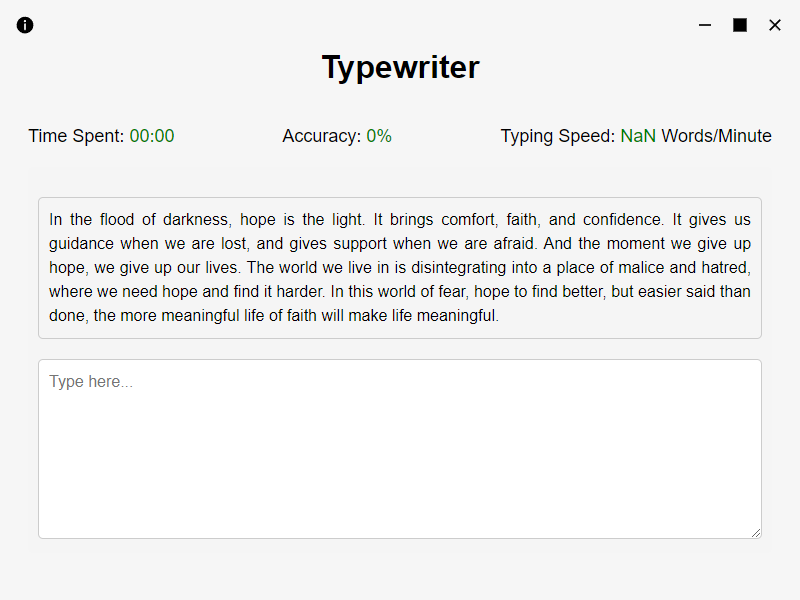 Typewriter
Time Spent: 00:00
Accuracy: 0%
Typing Speed: NaN Words/Minute
In the flood of darkness, hope is the light. It brings comfort, faith, and confidence. It gives us
guidance when we are lost, and gives support when we are afraid. And the moment we give up
hope, we give up our lives. The world we live in is disintegrating into a place of malice and hatred,
where we need hope and find it harder. In this world of fear, hope to find better, but easier said than
done, the more meaningful life of faith will make life meaningful.
Type here...